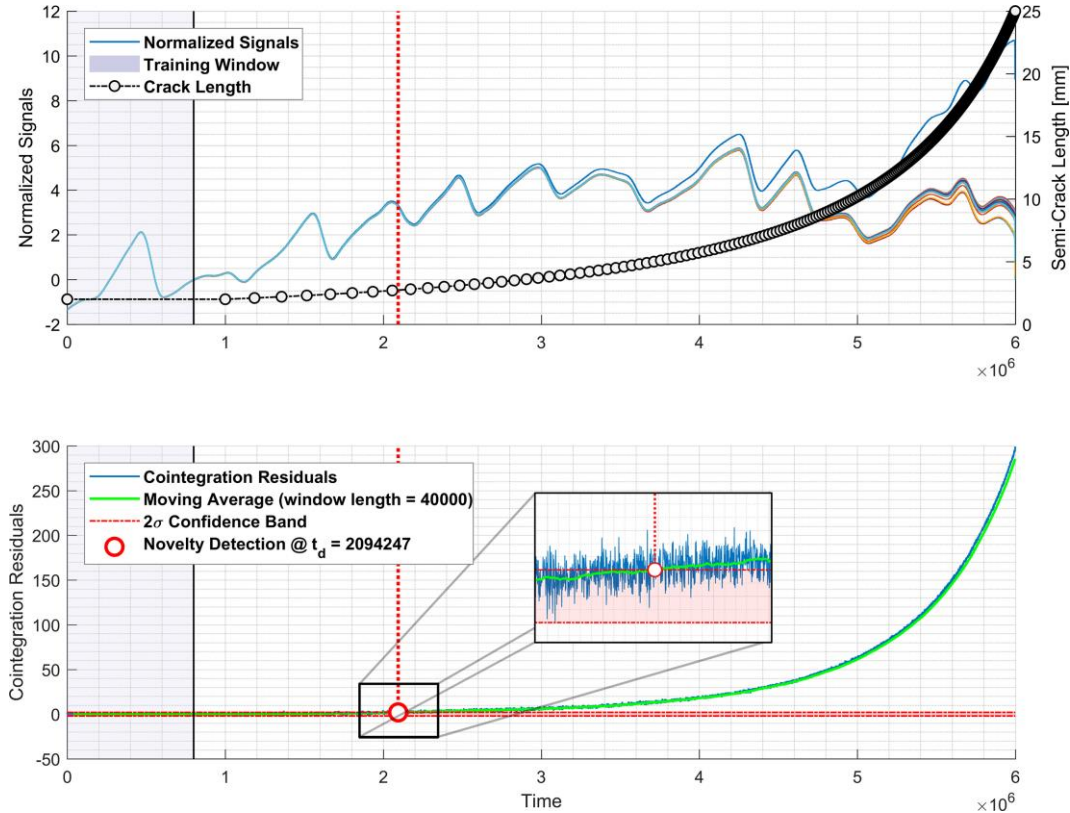 Normalized Signals
Training Window
Crack Length
12
10
8
6
4
2
0
-2
Normalized Signals
25
20
15
10
5
0
Semi-Crack Length [mm]
0 1 2 3 4 5 6
×10^6
Cointegration Residuals
Moving Average (window length = 40000)
2σ Confidence Band
Novelty Detection @ t_d = 2094247
300
250
200
150
100
50
0
-50
Cointegration Residuals
0 1 2 3 4 5 6
Time
×10^6